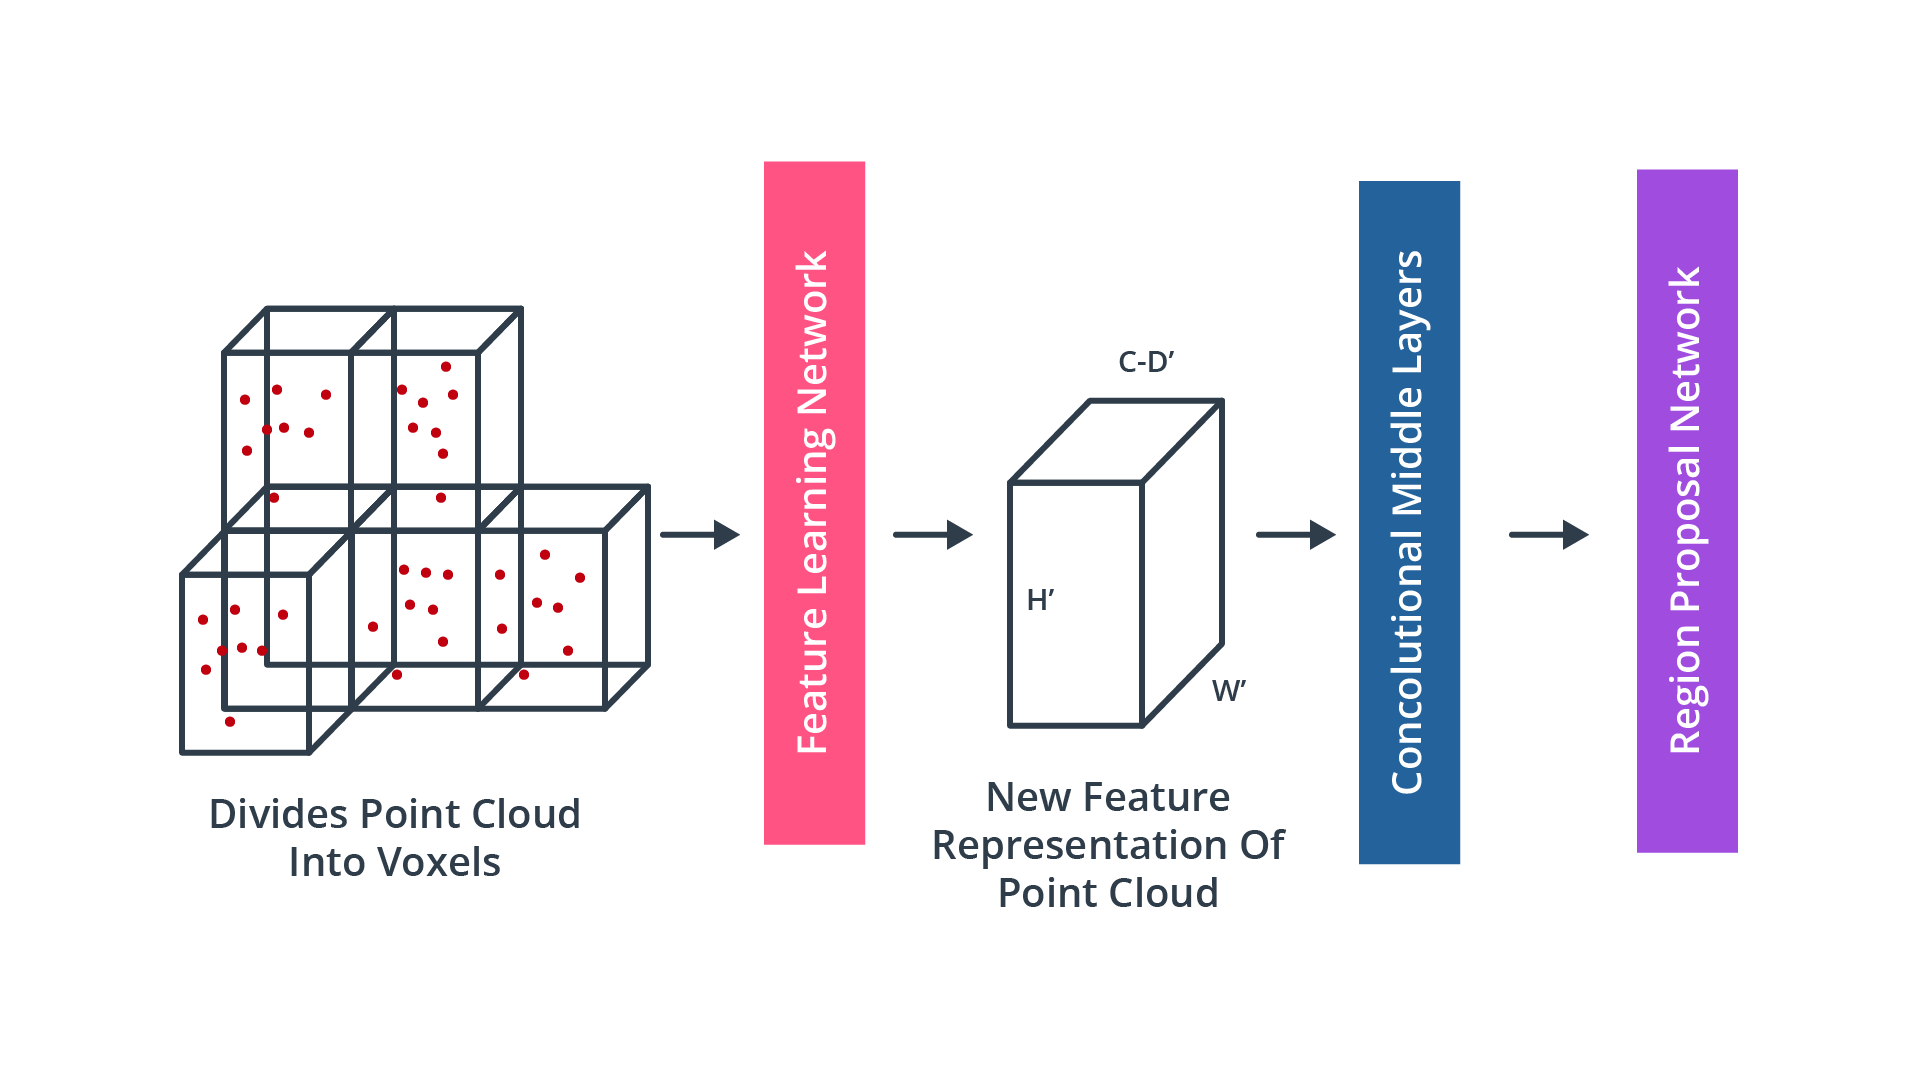 Divides Point Cloud
Into Voxels
Feature Learning Network
C-D’
H’
W’
New Feature
Representation Of
Point Cloud
Concolutional Middle Layers
Region Proposal Network